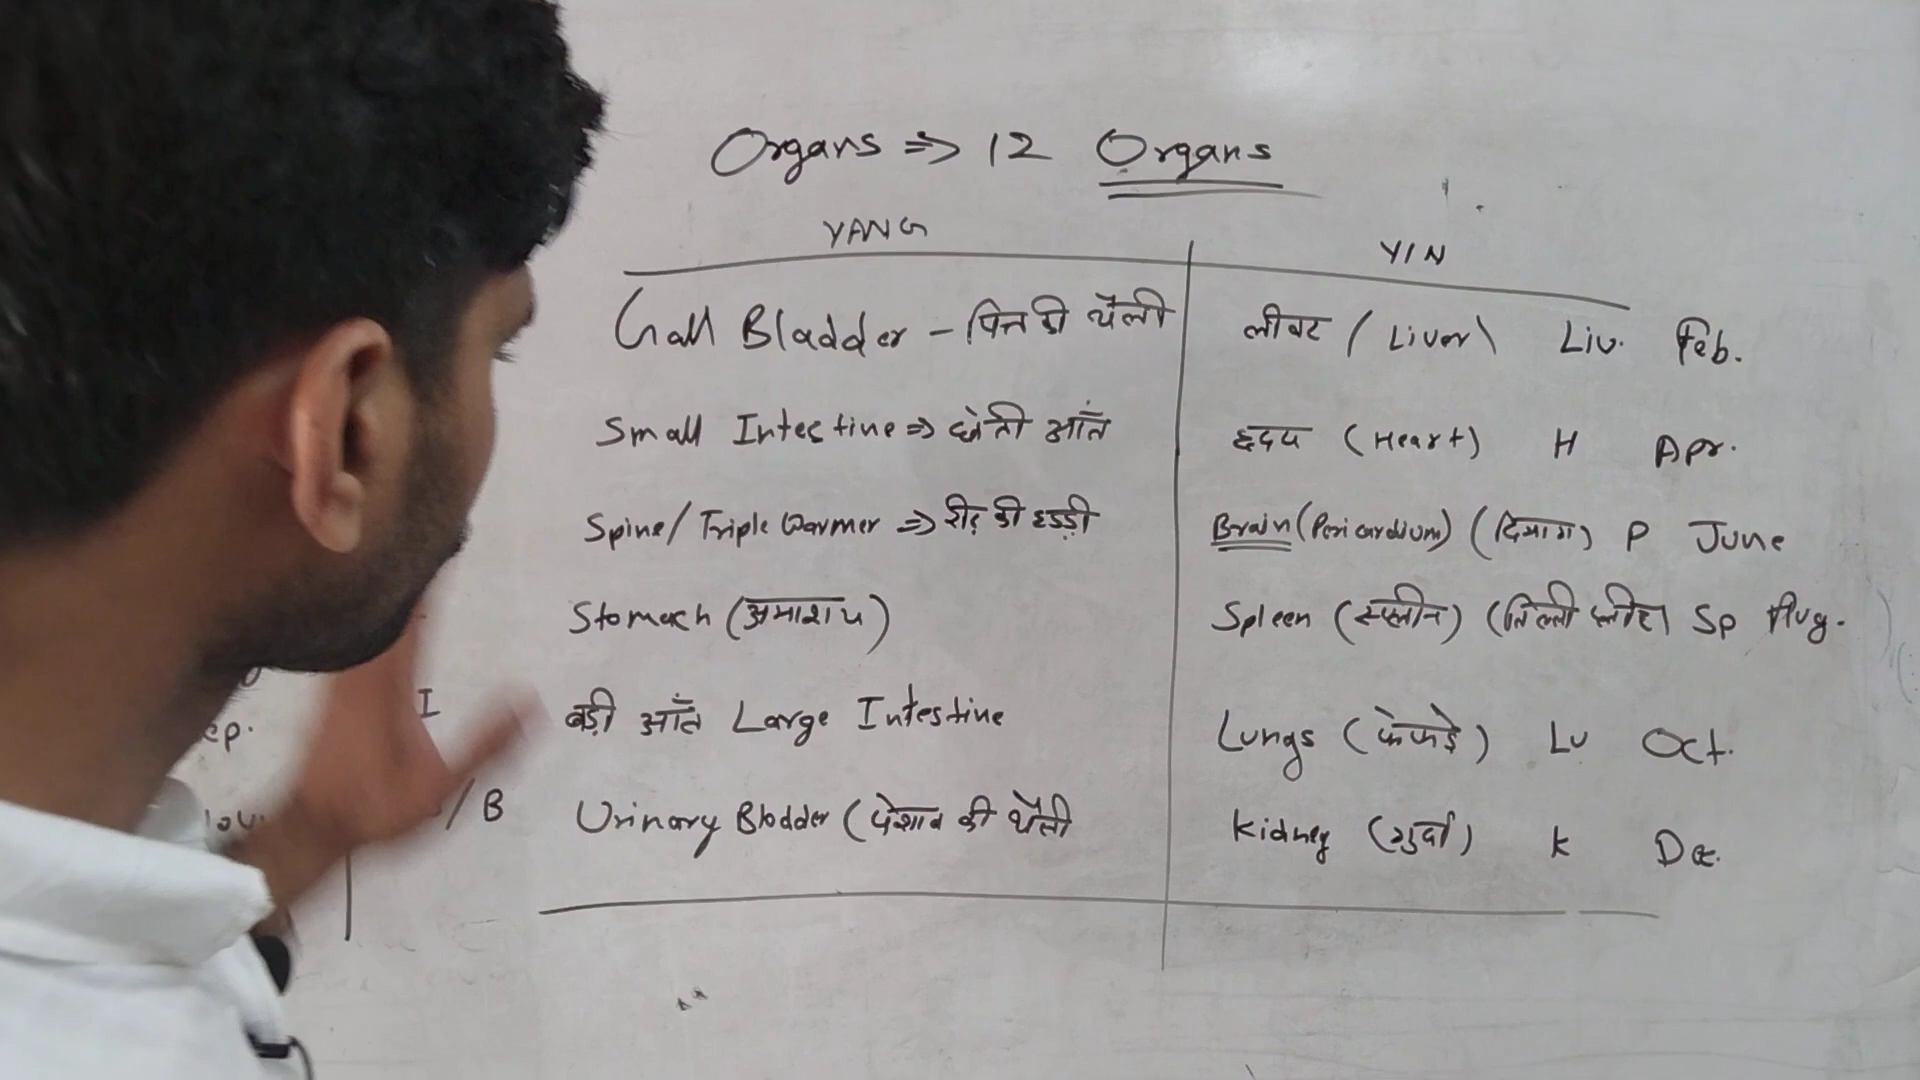 Organs ⇒ 12 Organs
YANG YIN
Gall Bladder - पित्त की थैली लीवर (Liver) Liv. Feb.
Small Intestine ⇒ छोटी आँत हृदय (Heart) H Apr.
Spine/Triple Warmer ⇒ रीढ़ की हड्डी Brain (Pericardium) (दिमाग) P June
Stomach (अमाशय) Spleen (स्प्लीन) (तिल्ली प्लीहा) Sp Aug.
I बड़ी आँत Large Intestine Lungs (फेफड़े) Lu Oct.
ep.
/B Urinary Bladder (पेशाब की थैली Kidney (गुर्दा) K Dec.